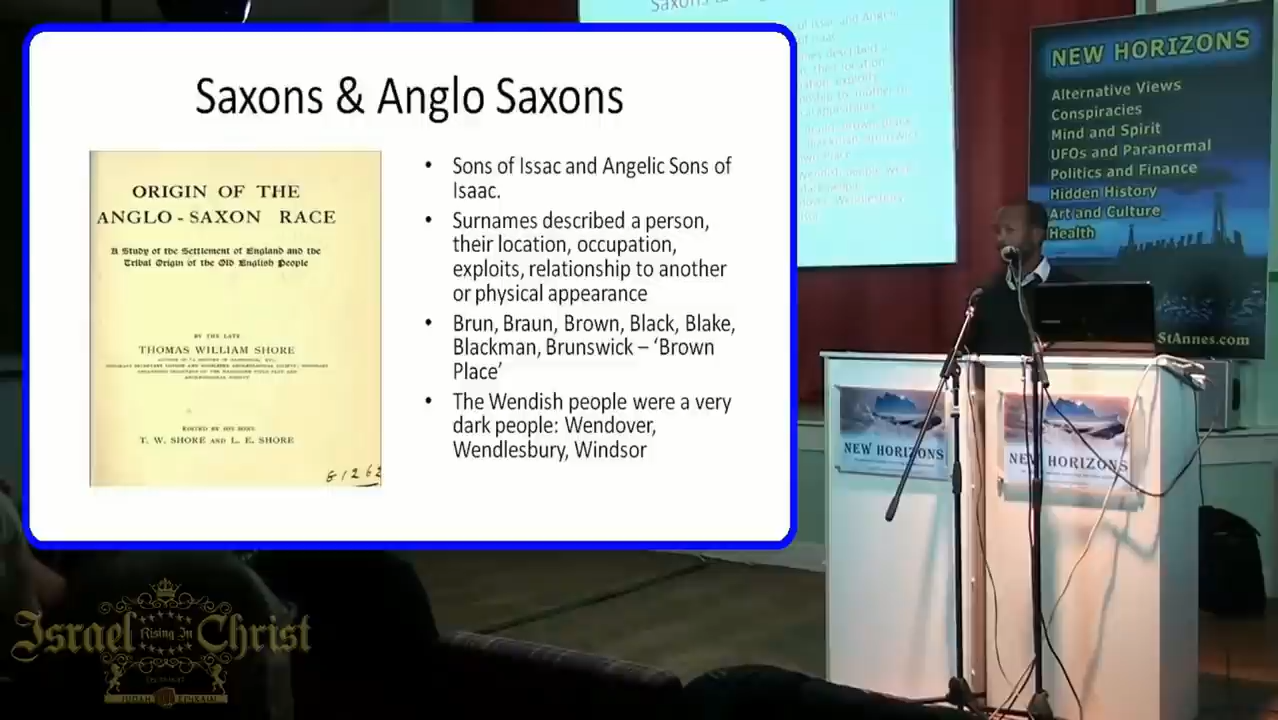 Saxons & Anglo Saxons
ORIGIN OF THE
ANGLO-SAXON RACE
A Study of the Settlement of England and the
Tribal Origin of the Old English People
BY THE LATE
THOMAS WILLIAM SHORE
EDITED BY HIS SONS
T. W. SHORE AND L. E. SHORE
G1262
• Sons of Issac and Angelic Sons of
Isaac.
• Surnames described a person,
their location, occupation,
exploits, relationship to another
or physical appearance
• Brun, Braun, Brown, Black, Blake,
Blackman, Brunswick – ‘Brown
Place’
• The Wendish people were a very
dark people: Wendover,
Wendlesbury, Windsor
NEW HORIZONS
Alternative Views
Conspiracies
Mind and Spirit
UFOs and Paranormal
Politics and Finance
Hidden History
Art and Culture
Health
StAnnes.com
NEW HORIZONS
NEW HORIZONS
Israel Rising In Christ
JUDAH EPHRAIM